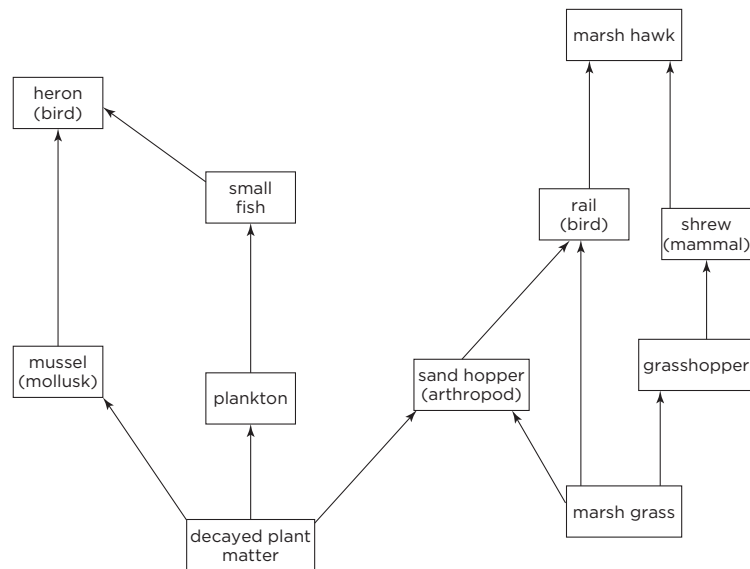 marsh hawk
heron
(bird)
small
fish
rail
(bird)
shrew
(mammal)
mussel
(mollusk)
plankton
sand hopper
(arthropod)
grasshopper
decayed plant
matter
marsh grass